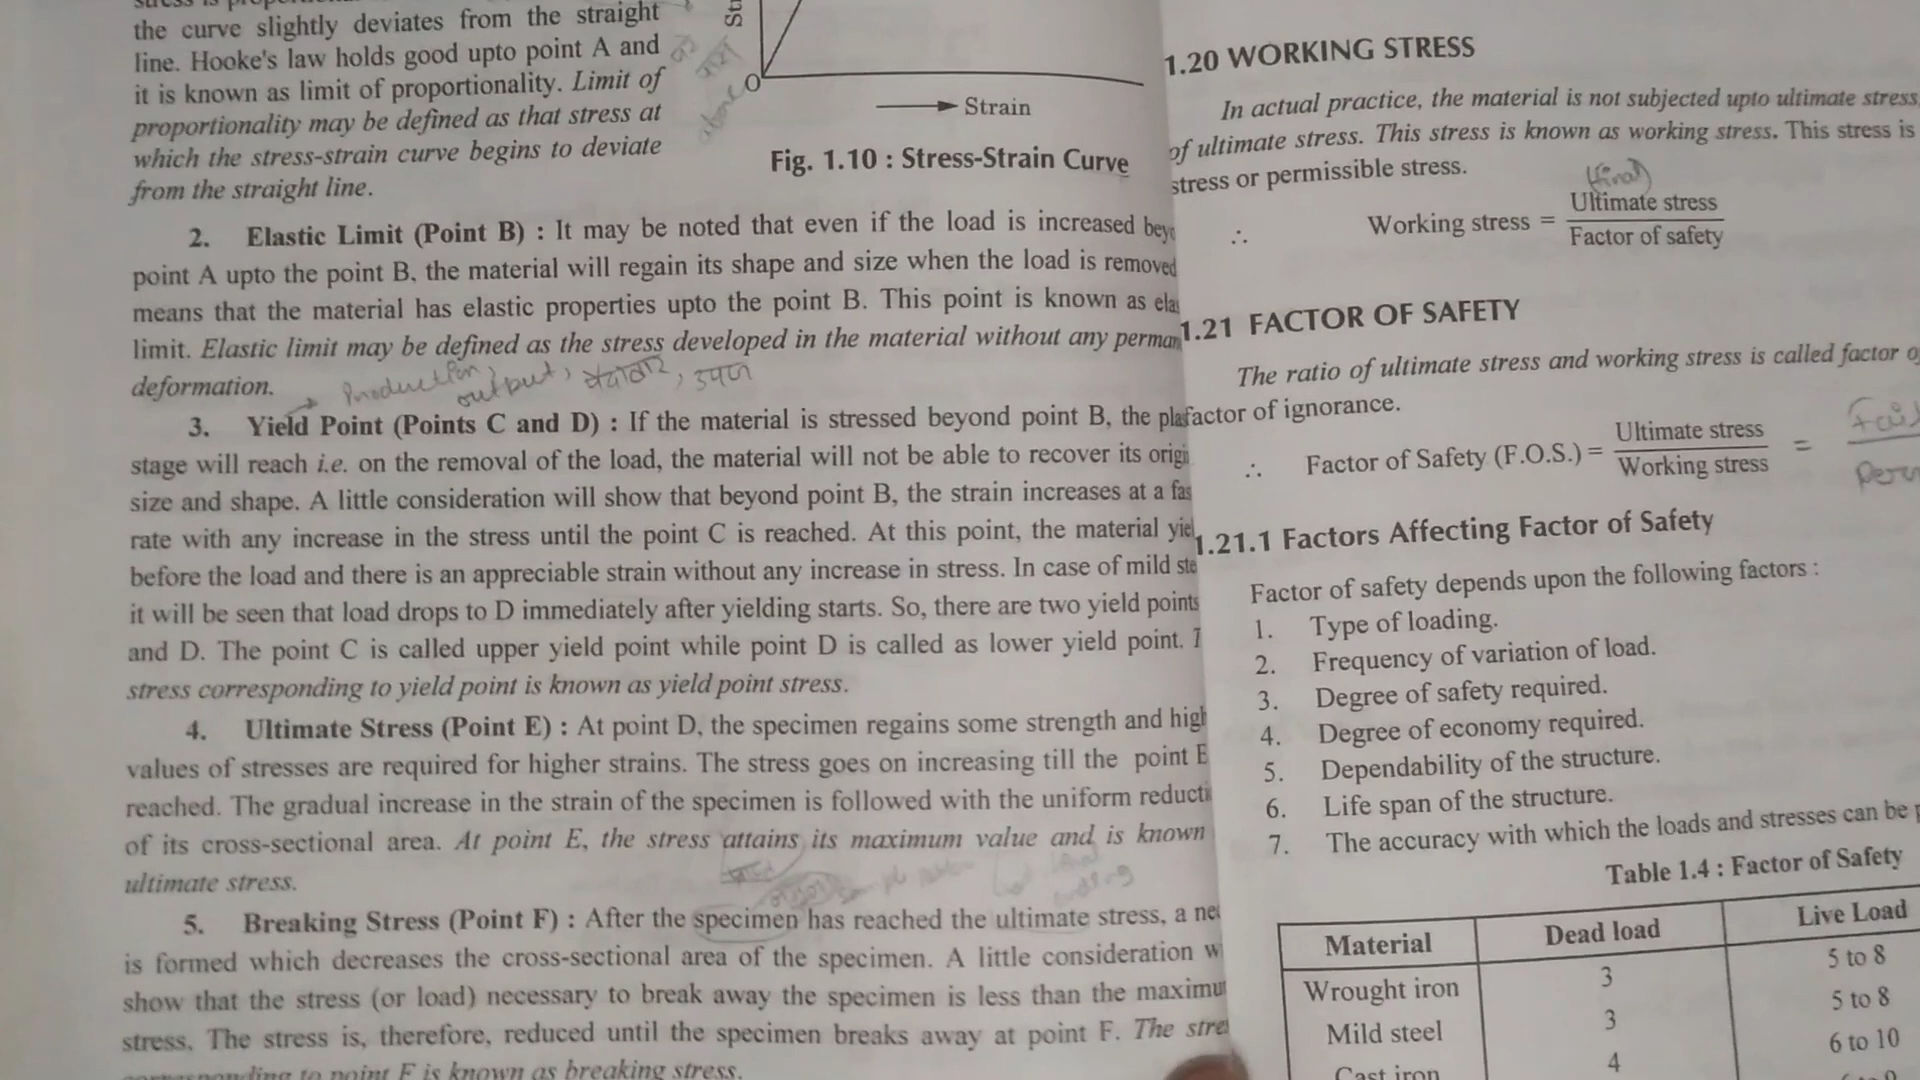 the curve slightly deviates from the straight
line. Hooke's law holds good upto point A and
it is known as limit of proportionality. Limit of
proportionality may be defined as that stress at
which the stress-strain curve begins to deviate
from the straight line.
O
Strain
Fig. 1.10 : Stress-Strain Curve
2. Elastic Limit (Point B) : It may be noted that even if the load is increased
point A upto the point B, the material will regain its shape and size when the load is removed
means that the material has elastic properties upto the point B. This point is known as
limit. Elastic limit may be defined as the stress developed in the material without any
deformation.
Production, output, उपज
3. Yield Point (Points C and D) : If the material is stressed beyond point B, the
stage will reach i.e. on the removal of the load, the material will not be able to recover its
size and shape. A little consideration will show that beyond point B, the strain increases at a
rate with any increase in the stress until the point C is reached. At this point, the material
before the load and there is an appreciable strain without any increase in stress. In case of mild
it will be seen that load drops to D immediately after yielding starts. So, there are two yield points
and D. The point C is called upper yield point while point D is called as lower yield point.
stress corresponding to yield point is known as yield point stress.
4. Ultimate Stress (Point E) : At point D, the specimen regains some strength and
values of stresses are required for higher strains. The stress goes on increasing till the point E
reached. The gradual increase in the strain of the specimen is followed with the uniform
of its cross-sectional area. At point E, the stress attains its maximum value and is known
ultimate stress.
5. Breaking Stress (Point F) : After the specimen has reached the ultimate stress, a
is formed which decreases the cross-sectional area of the specimen. A little consideration
show that the stress (or load) necessary to break away the specimen is less than the
stress. The stress is, therefore, reduced until the specimen breaks away at point F. The
corresponding to point F is known as breaking stress.
1.20 WORKING STRESS
In actual practice, the material is not subjected upto ultimate stress,
of ultimate stress. This stress is known as working stress. This stress is
stress or permissible stress.
(final)
∴ Working stress = Ultimate stress
Factor of safety
1.21 FACTOR OF SAFETY
The ratio of ultimate stress and working stress is called factor
factor of ignorance.
∴ Factor of Safety (F.O.S.) = Ultimate stress =
Working stress
1.21.1 Factors Affecting Factor of Safety
Factor of safety depends upon the following factors :
1. Type of loading.
2. Frequency of variation of load.
3. Degree of safety required.
4. Degree of economy required.
5. Dependability of the structure.
6. Life span of the structure.
7. The accuracy with which the loads and stresses can be
Table 1.4 : Factor of Safety
Material Dead load Live Load
Wrought iron 3 5 to 8
Mild steel 3 5 to 8
Cast iron 4 6 to 10